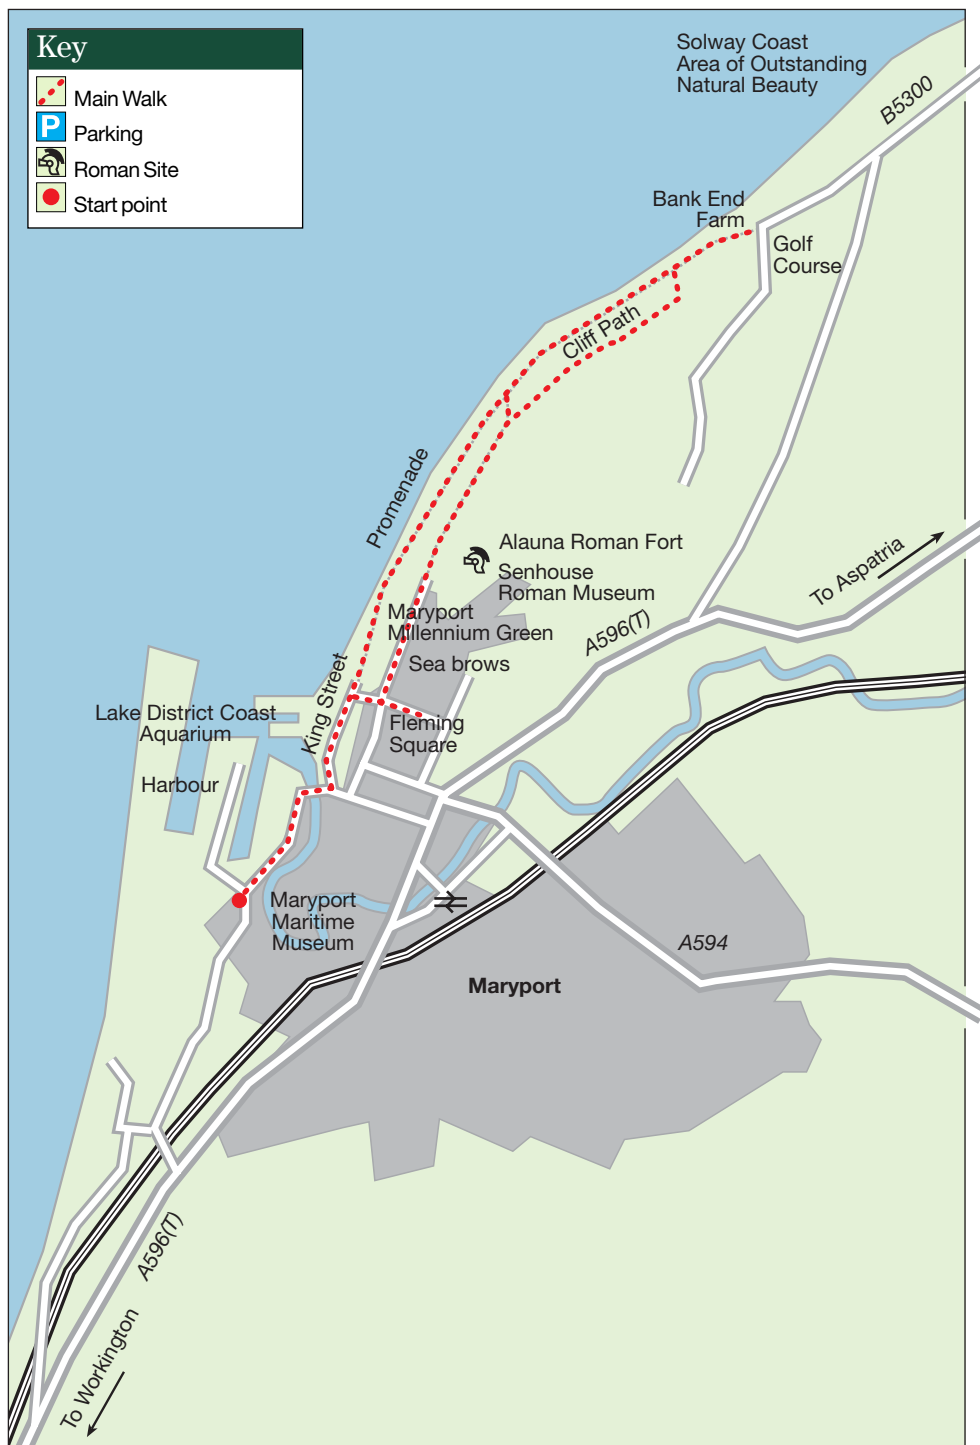 Key
Main Walk
P
Parking
Roman Site
Start point
Solway Coast
Area of Outstanding
Natural Beauty
B5300
Bank End
Farm
Golf
Course
Cliff Path
Promenade
Alauna Roman Fort
Senhouse
Roman Museum
To Aspatria
Maryport
Millennium Green
A596(T)
Sea brows
King Street
Lake District Coast
Aquarium
Fleming
Square
Harbour
Maryport
Maritime
Museum
A594
Maryport
A596(T)
To Workington